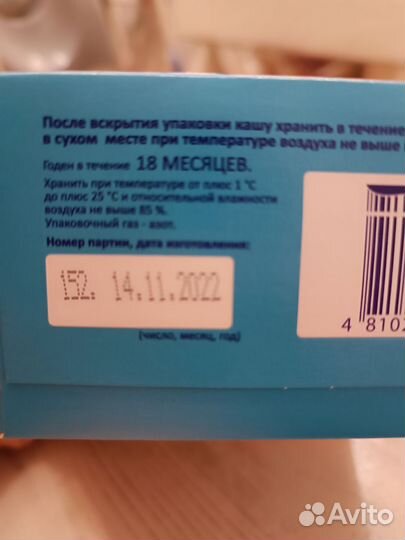 После вскрытия упаковки кашу хранить в течение
в сухом месте при температуре воздуха не выше
Годен в течение 18 МЕСЯЦЕВ.
Хранить при температуре от плюс 1 °С
до плюс 25 °С и относительной влажности
воздуха не выше 85 %.
Упаковочный газ - азот.
Номер партии, дата изготовления:
152. 14.11.2022
(число, месяц, год)
4 8102
Avito